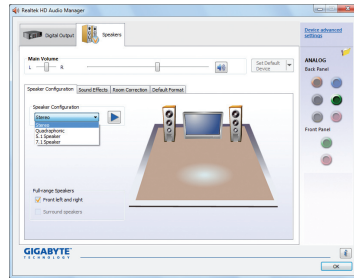 Realtek HD Audio Manager
Digital Output
Speakers
Device advanced settings
Main Volume
L
R
Set Default
Device
ANALOG
Back Panel
Speaker Configuration
Sound Effects
Room Correction
Default Format
Speaker Configuration
Stereo
Stereo
Quadraphonic
5.1 Speaker
7.1 Speaker
Front Panel
Full-range Speakers
Front left and right
Surround speakers
GIGABYTE
TECHNOLOGY
OK